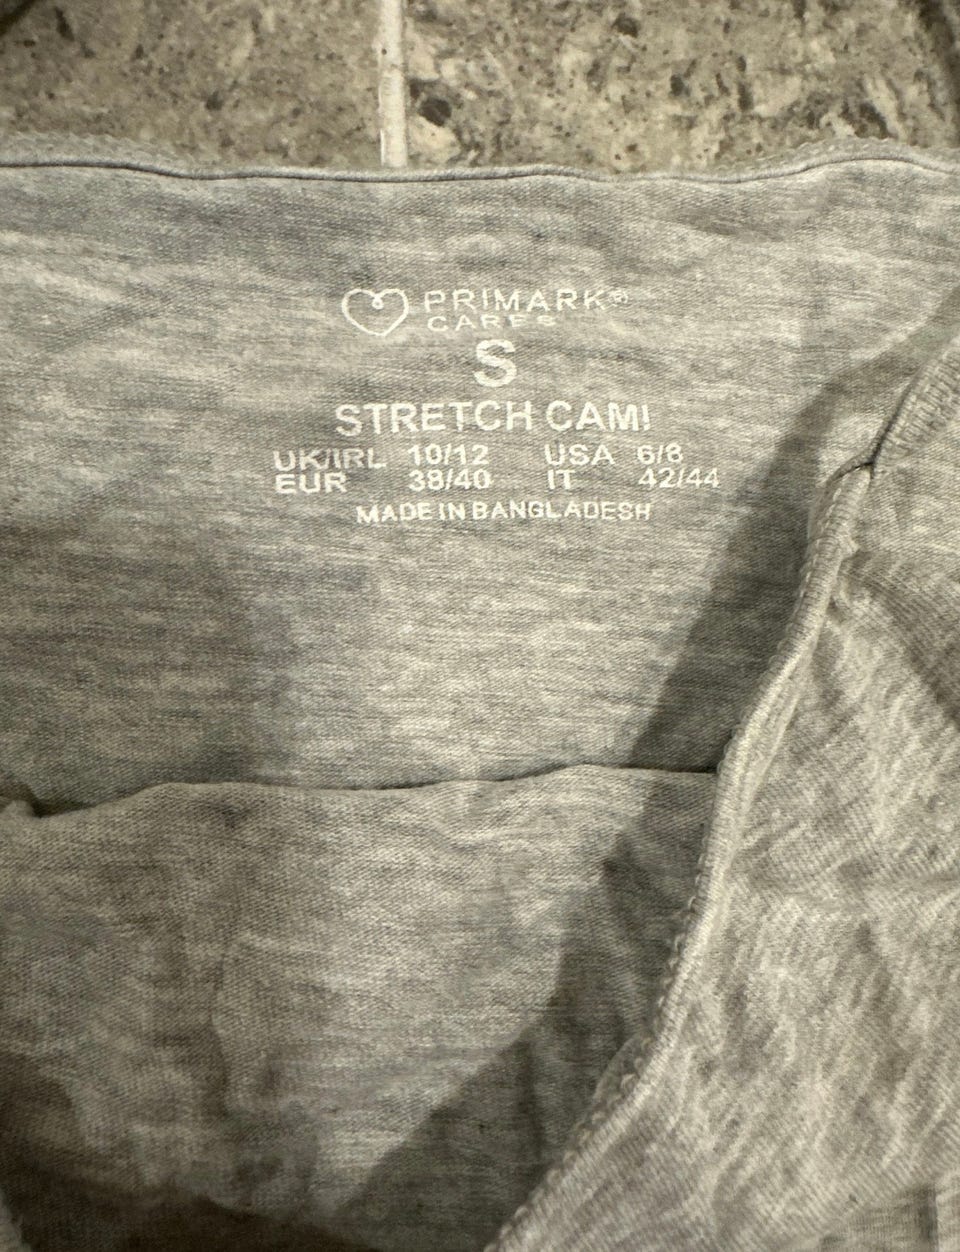 PRIMARK®
CARES
S
STRETCH CAMI
UK/IRL 10/12 USA 6/8
EUR 38/40 IT 42/44
MADE IN BANGLADESH